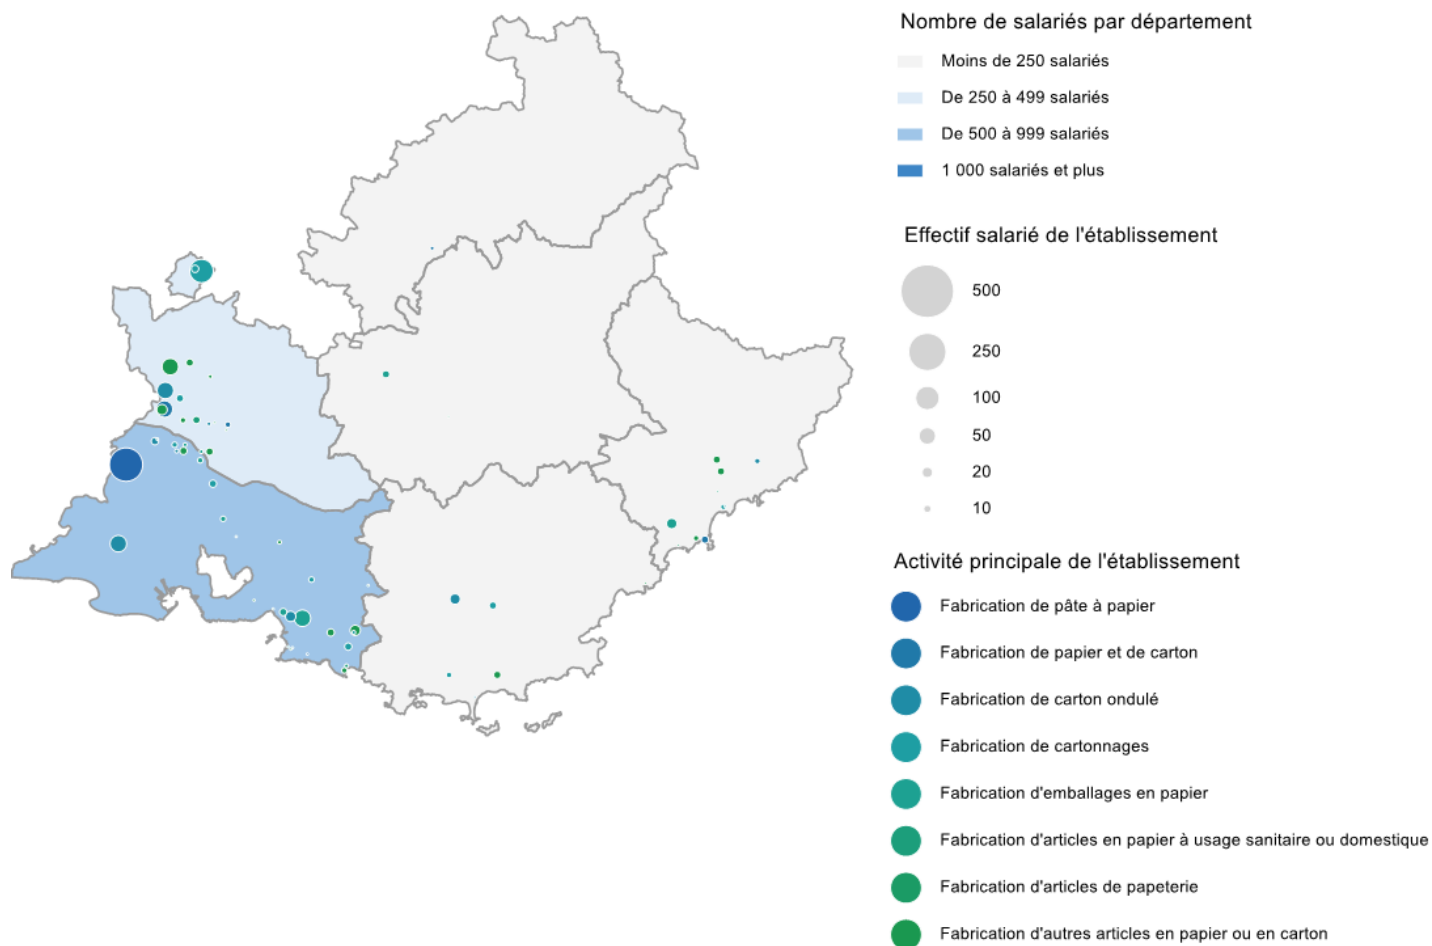 Nombre de salariés par département
Moins de 250 salariés
De 250 à 499 salariés
De 500 à 999 salariés
1 000 salariés et plus
Effectif salarié de l'établissement
500
250
100
50
20
10
Activité principale de l'établissement
Fabrication de pâte à papier
Fabrication de papier et de carton
Fabrication de carton ondulé
Fabrication de cartonnages
Fabrication d'emballages en papier
Fabrication d'articles en papier à usage sanitaire ou domestique
Fabrication d'articles de papeterie
Fabrication d'autres articles en papier ou en carton